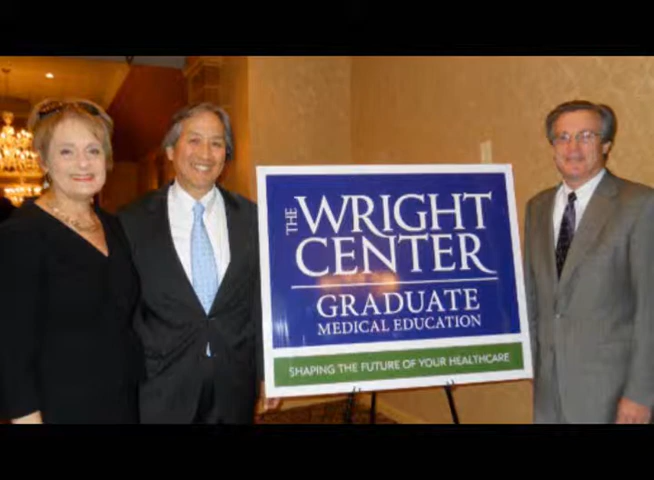 THE
WRIGHT
CENTER
GRADUATE
MEDICAL EDUCATION
SHAPING THE FUTURE OF YOUR HEALTHCARE